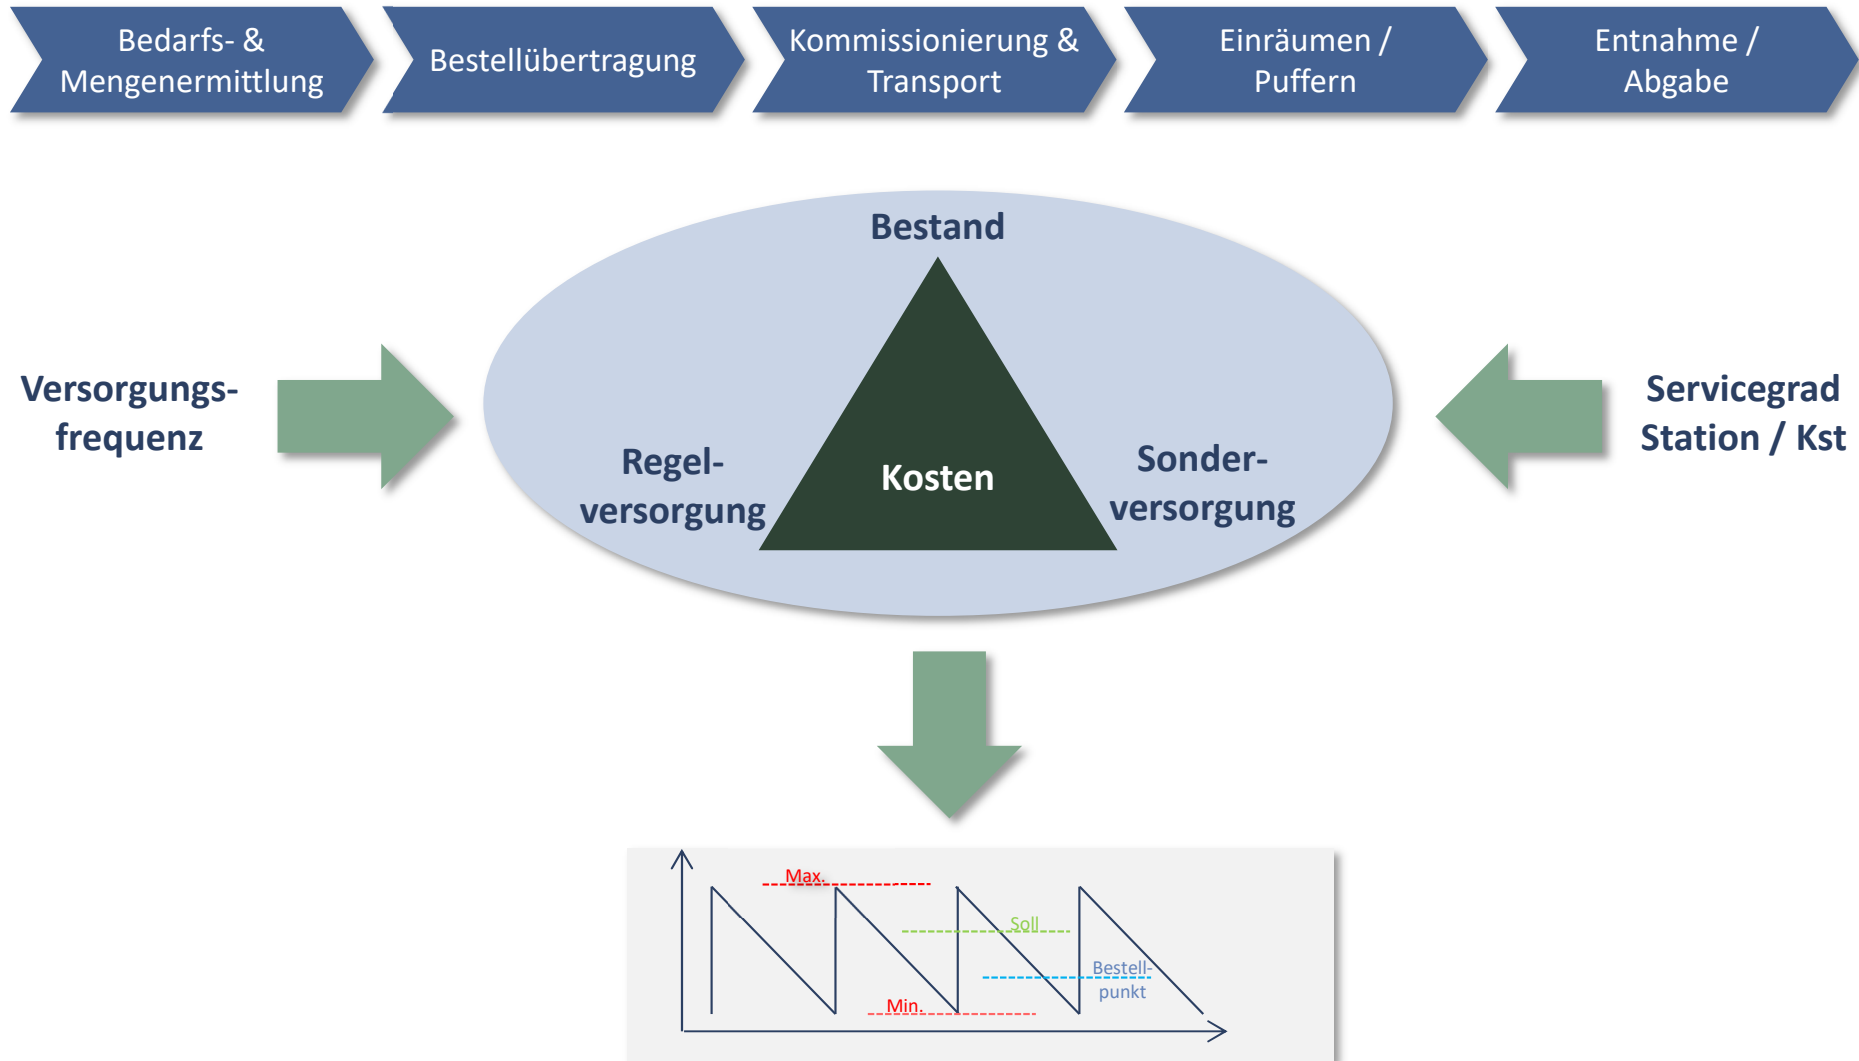 Bedarfs- &
Mengenermittlung
Bestellübertragung
Kommissionierung &
Transport
Einräumen /
Puffern
Entnahme /
Abgabe
Bestand
Versorgungs-
frequenz
Regel-
versorgung
Kosten
Sonder-
versorgung
Servicegrad
Station / Kst
Max.
Soll
Bestell-
punkt
Min.